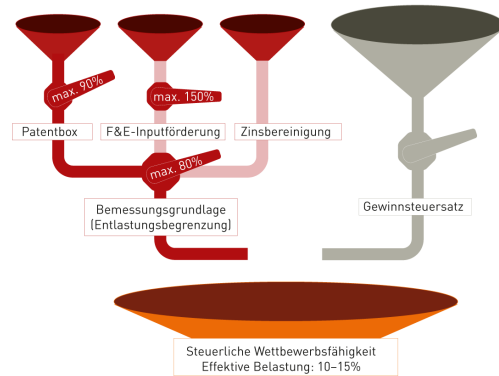 max. 90%
max. 150%
Patentbox
F&E-Inputförderung
Zinsbereinigung
max. 80%
Bemessungsgrundlage
(Entlastungsbegrenzung)
Gewinnsteuersatz
Steuerliche Wettbewerbsfähigkeit
Effektive Belastung: 10–15%